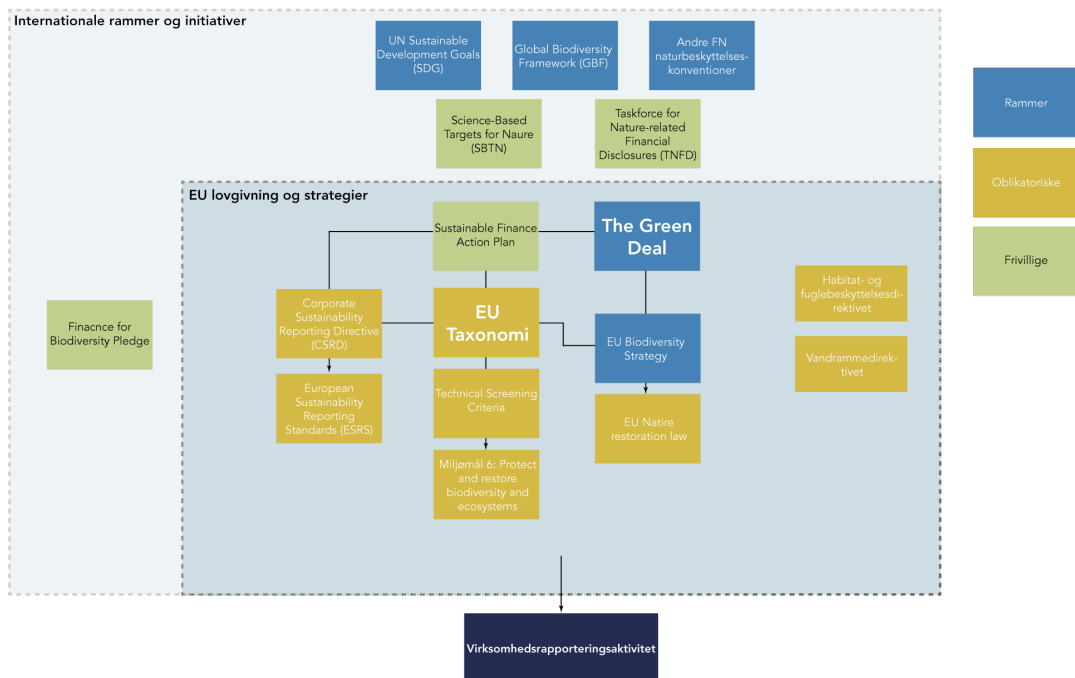 Internationale rammer og initiativer
UN Sustainable
Development Goals
(SDG)
Global Biodiversity
Framework (GBF)
Andre FN
naturbeskyttelses-
konventioner
Science-Based
Targets for Naure
(SBTN)
Taskforce for
Nature-related
Financial
Disclosures (TNFD)
Rammer
Oblikatoriske
Frivillige
EU lovgivning og strategier
Sustainable Finance
Action Plan
The Green
Deal
Habitat- og
fuglebeskyttelsesdi-
rektivet
Finacnce for
Biodiversity Pledge
Corporate
Sustainability
Reporting Directive
(CSRD)
EU
Taxonomi
EU Biodiversity
Strategy
Vandrammedirek-
tivet
European
Sustainability
Reporting
Standards (ESRS)
Technical Screening
Criteria
EU Natire
restoration law
Miljømål 6: Protect
and restore
biodiversity and
ecosystems
Virksomhedsrapporteringsaktivitet